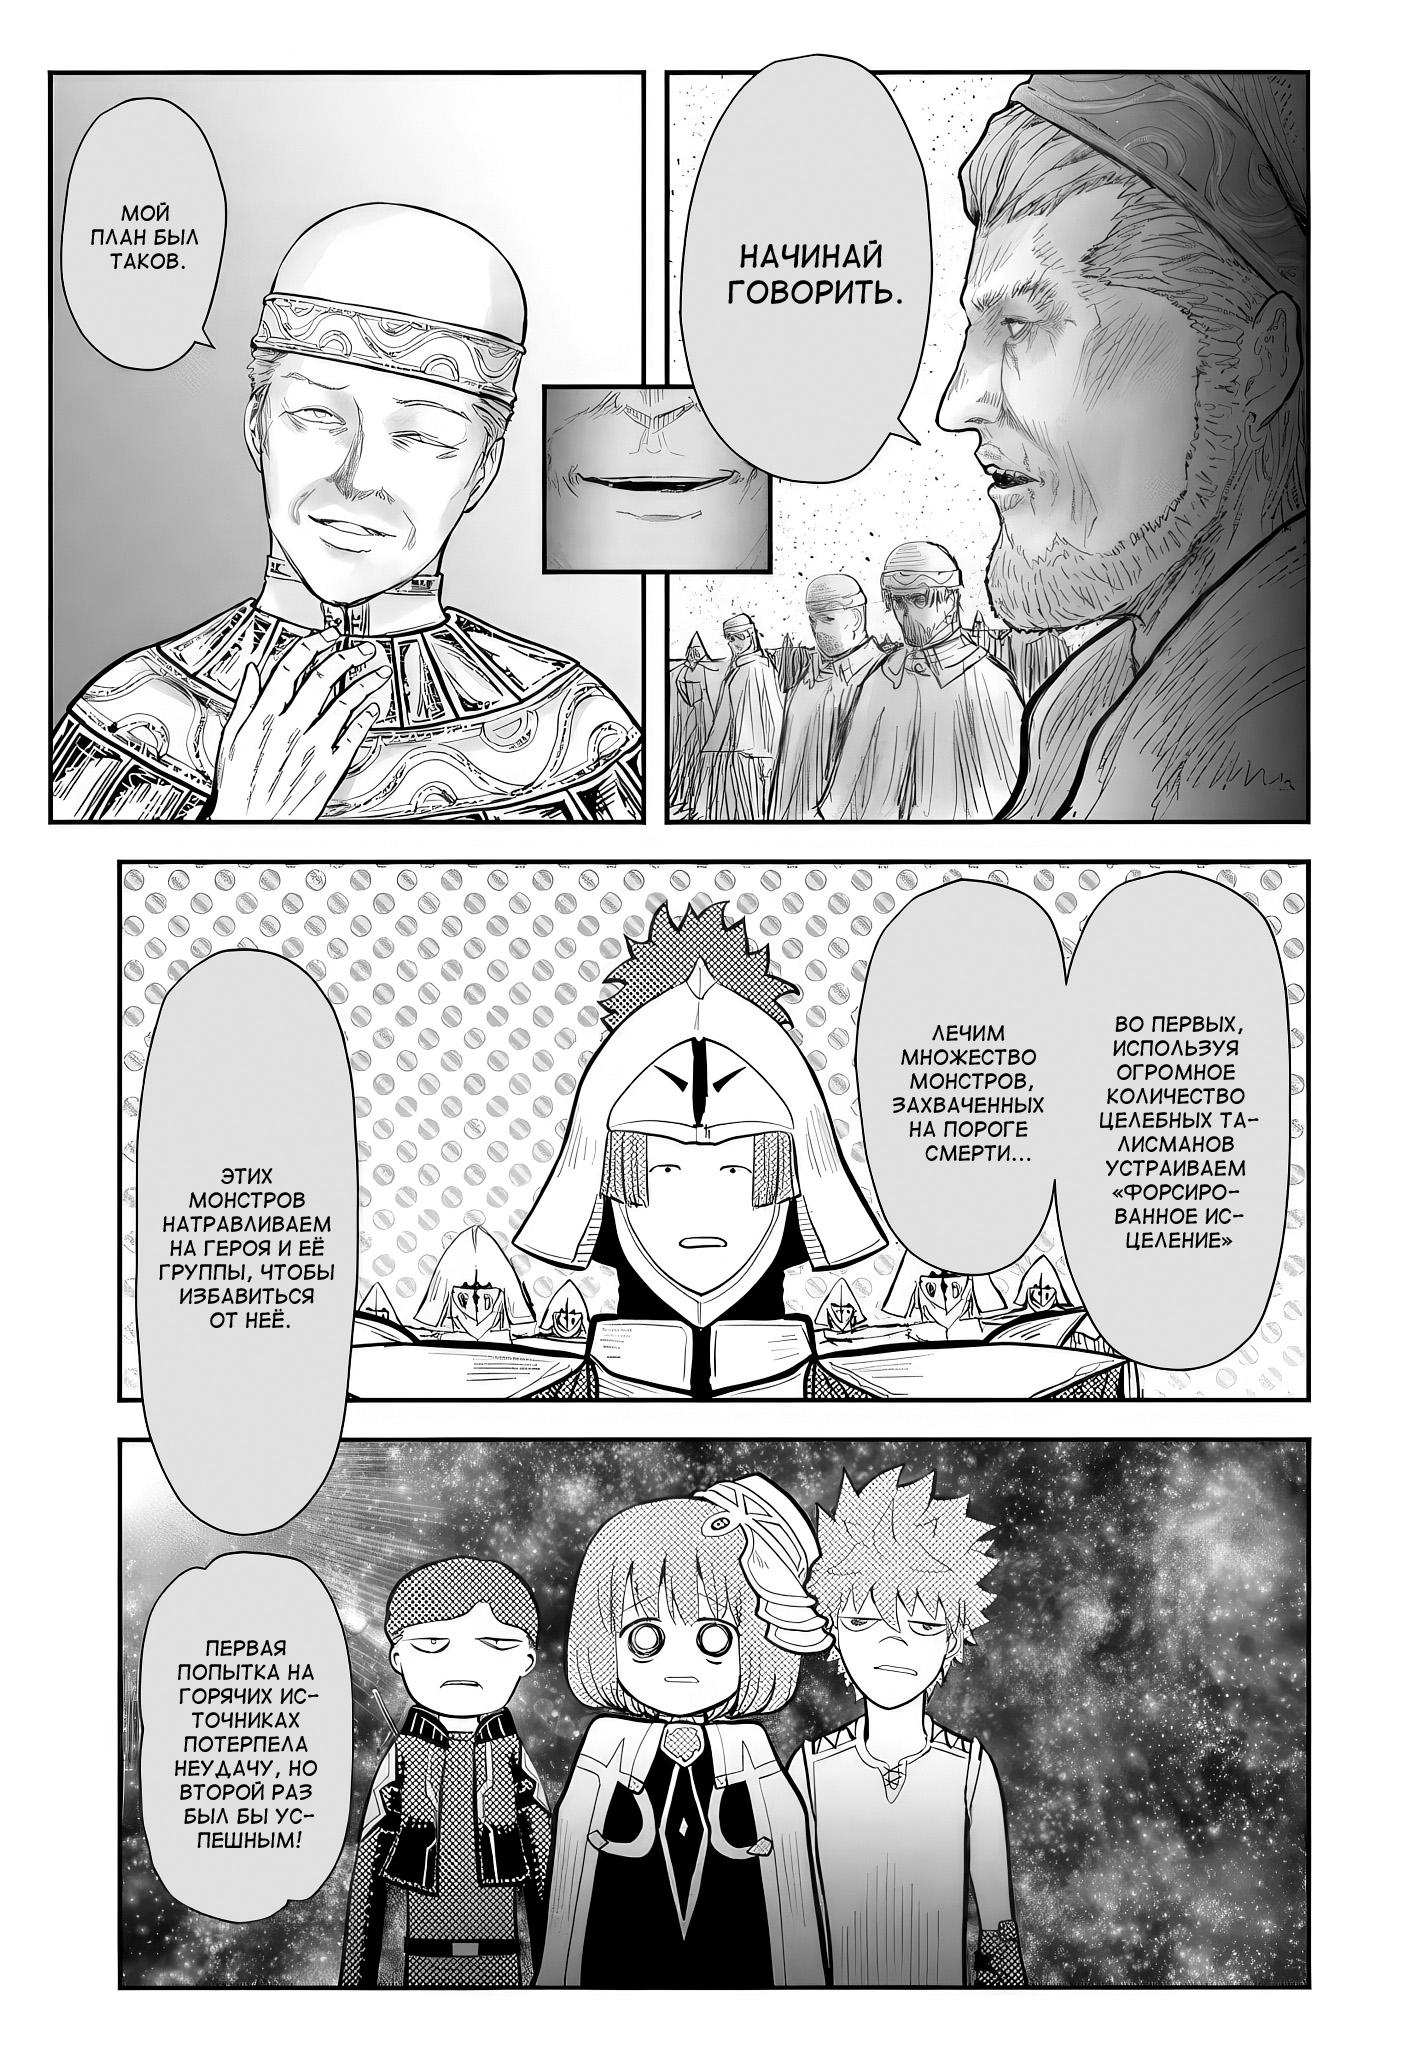 НАЧИНАЙ
ГОВОРИТЬ.
МОЙ
ПЛАН БЫЛ
ТАКОВ.
ВО ПЕРВЫХ,
ИСПОЛЬЗУЯ
ОГРОМНОЕ
КОЛИЧЕСТВО
ЦЕЛЕБНЫХ ТА-
ЛИСМАНОВ
УСТРАИВАЕМ
«ФОРСИРО-
ВАННОЕ ИС-
ЦЕЛЕНИЕ»
ЛЕЧИМ
МНОЖЕСТВО
МОНСТРОВ,
ЗАХВАЧЕННЫХ
НА ПОРОГЕ
СМЕРТИ...
ЭТИХ
МОНСТРОВ
НАТРАВЛИВАЕМ
НА ГЕРОЯ И ЕЁ
ГРУППЫ, ЧТОБЫ
ИЗБАВИТЬСЯ
ОТ НЕЁ.
ПЕРВАЯ
ПОПЫТКА НА
ГОРЯЧИХ ИС-
ТОЧНИКАХ
ПОТЕРПЕЛА
НЕУДАЧУ, НО
ВТОРОЙ РАЗ
БЫЛ БЫ УС-
ПЕШНЫМ!